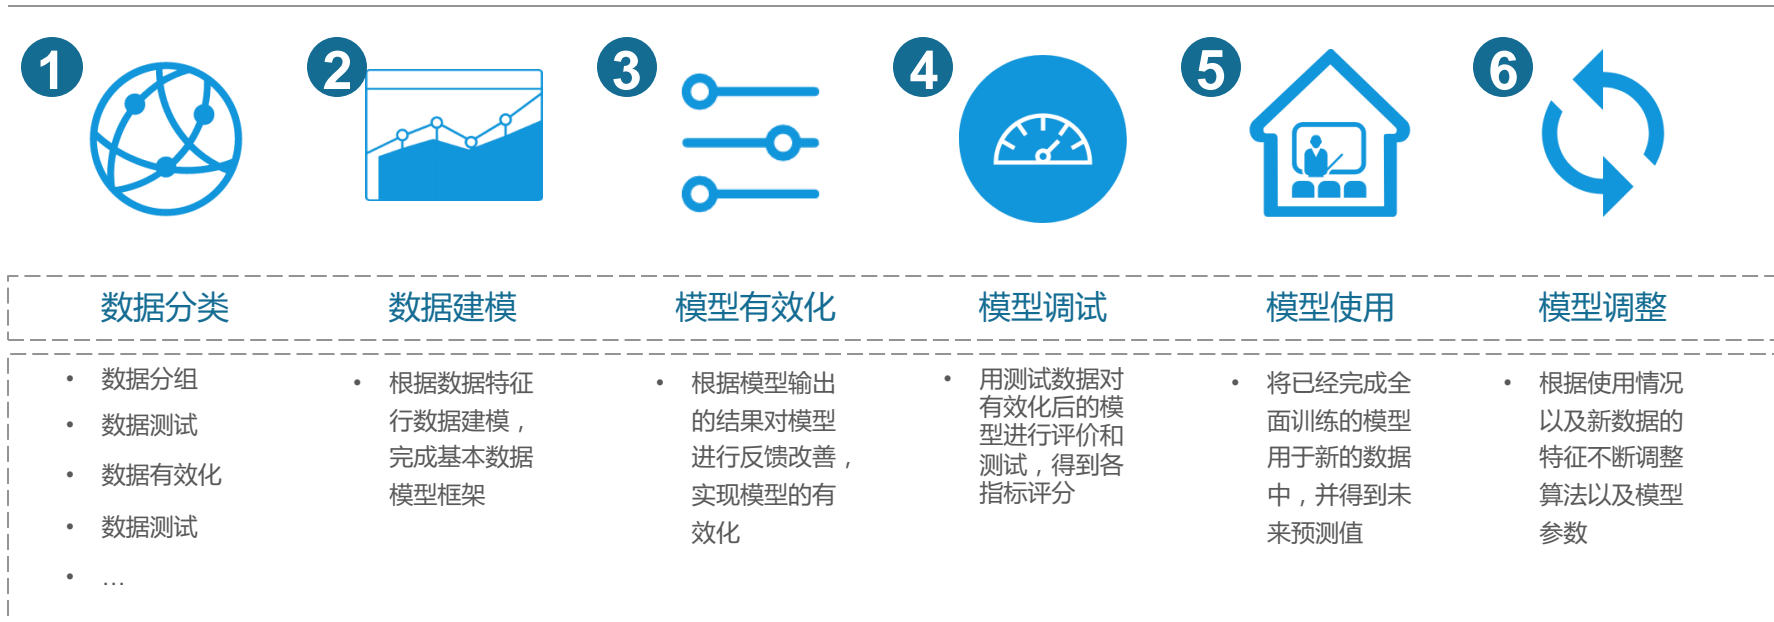 1
2
3
4
5
6
数据分类
数据建模
模型有效化
模型调试
模型使用
模型调整
• 数据分组
• 数据测试
• 数据有效化
• 数据测试
• …
• 根据数据特征
行数据建模，
完成基本数据
模型框架
• 根据模型输出
的结果对模型
进行反馈改善，
实现模型的有
效化
• 用测试数据对
有效化后的模
型进行评价和
测试，得到各
指标评分
• 将已经完成全
面训练的模型
用于新的数据
中，并得到未
来预测值
• 根据使用情况
以及新数据的
特征不断调整
算法以及模型
参数